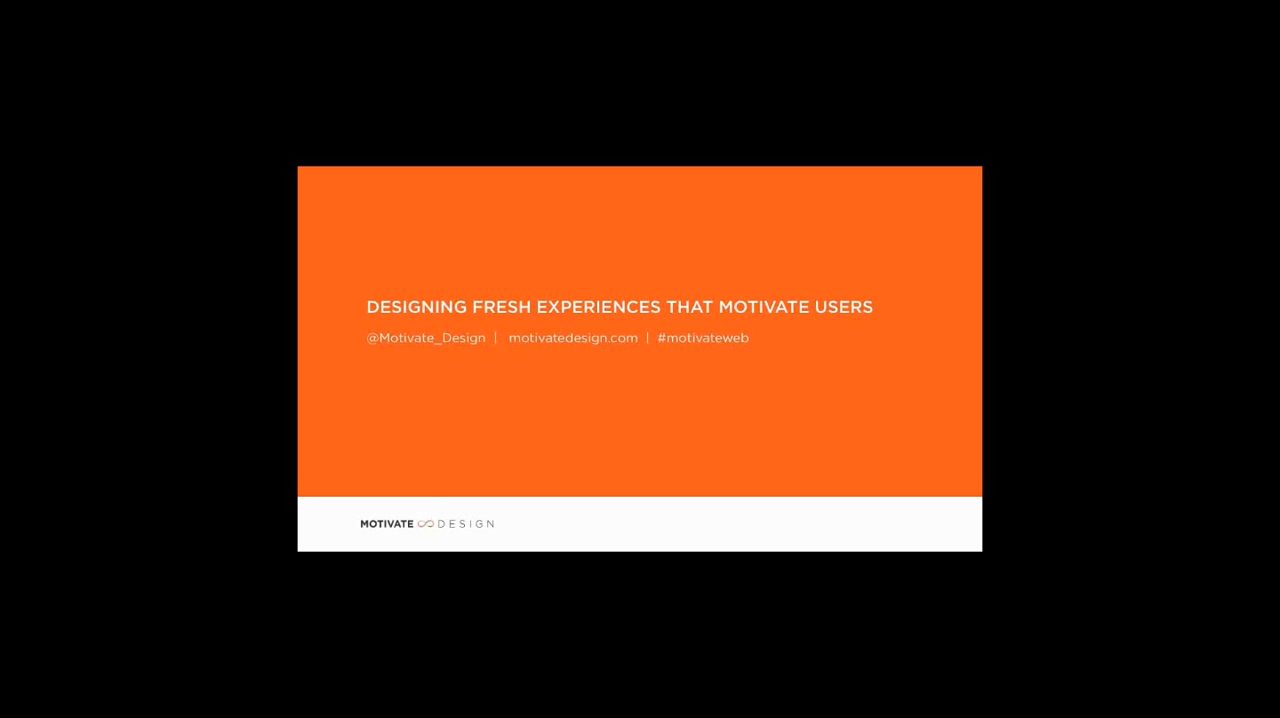 DESIGNING FRESH EXPERIENCES THAT MOTIVATE USERS
@Motivate_Design | motivatedesign.com | #motivateweb
MOTIVATE DESIGN